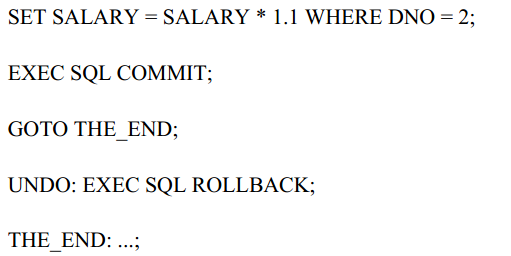 SET SALARY = SALARY * 1.1 WHERE DNO = 2;
EXEC SQL COMMIT;
GOTO THE_END;
UNDO: EXEC SQL ROLLBACK;
THE_END: ...;